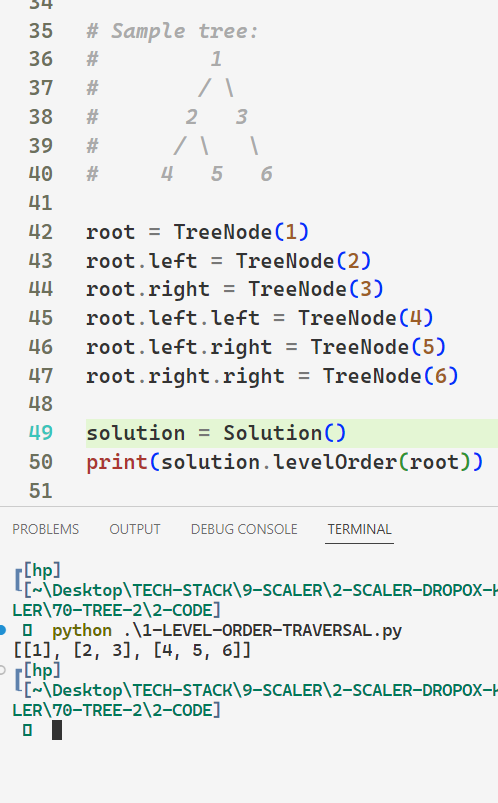 34
35 # Sample tree:
36 #         1
37 #        / \
38 #       2   3
39 #      / \   \
40 #     4   5   6
41
42 root = TreeNode(1)
43 root.left = TreeNode(2)
44 root.right = TreeNode(3)
45 root.left.left = TreeNode(4)
46 root.left.right = TreeNode(5)
47 root.right.right = TreeNode(6)
48
49 solution = Solution()
50 print(solution.levelOrder(root))
51
PROBLEMS OUTPUT DEBUG CONSOLE TERMINAL
[hp]
[~\Desktop\TECH-STACK\9-SCALER\2-SCALER-DROPOX-
LER\70-TREE-2\2-CODE]
python .\1-LEVEL-ORDER-TRAVERSAL.py
[[1], [2, 3], [4, 5, 6]]
[hp]
[~\Desktop\TECH-STACK\9-SCALER\2-SCALER-DROPOX-
LER\70-TREE-2\2-CODE]